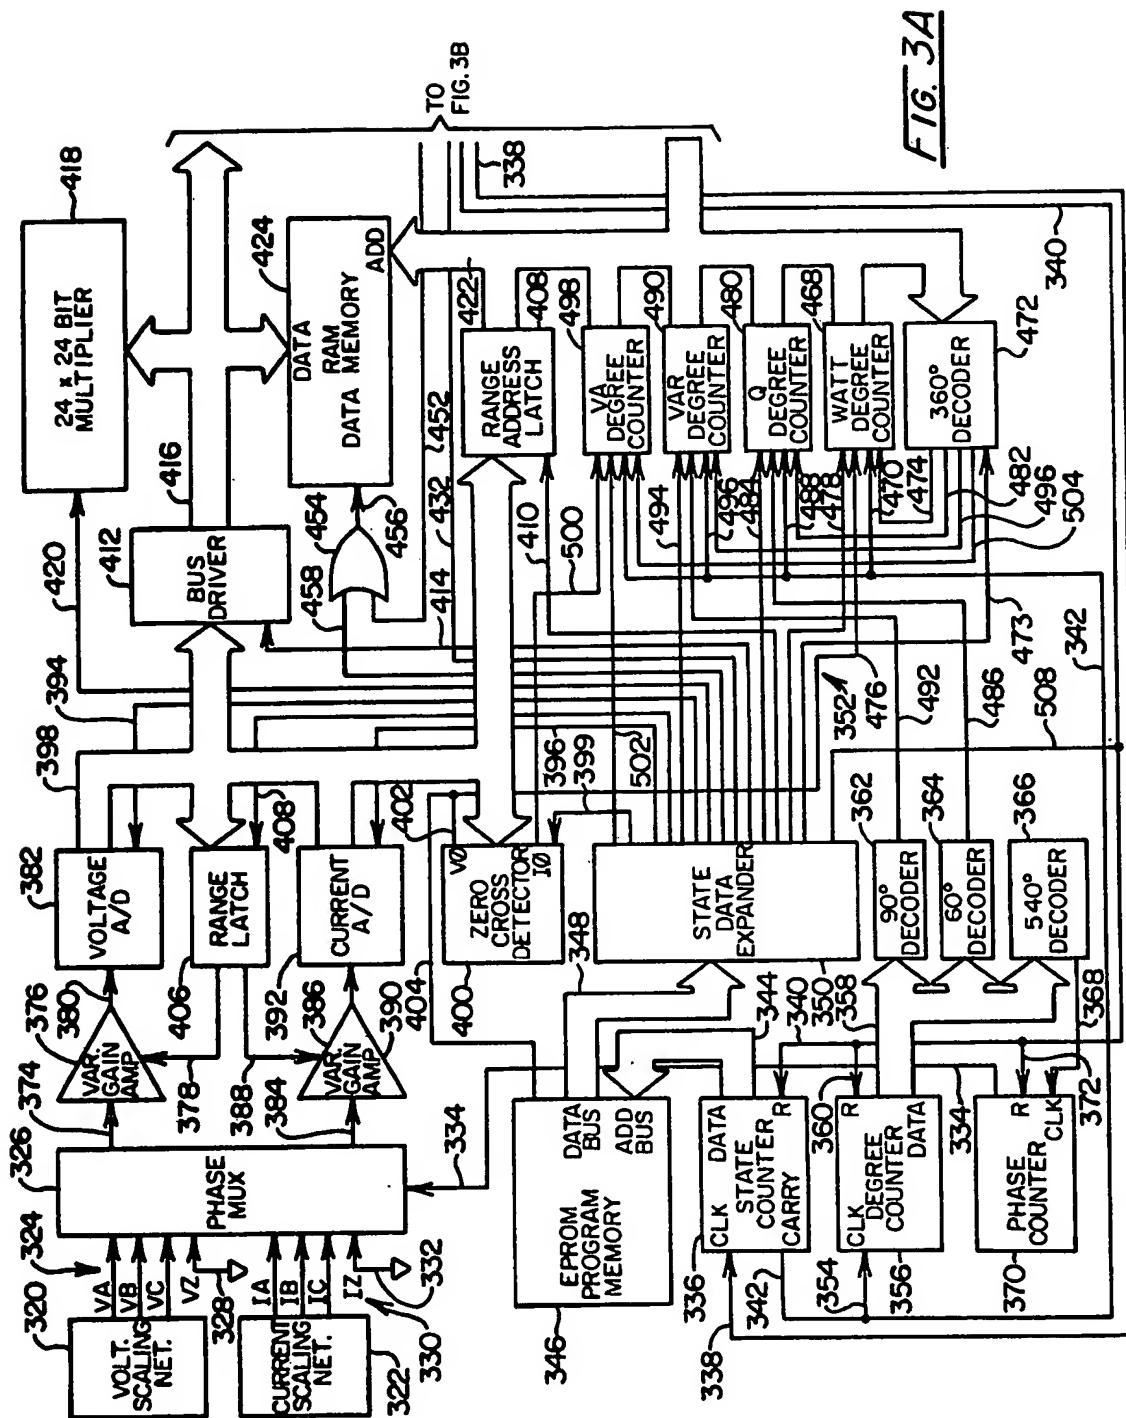 FIG. 3A
320
VOLT.
SCALING
NET.
CURRENT
SCALING
NET.
322
324
VA
VB
VC
VZ
328
IA
IB
IC
IZ
332
330
326
PHASE
MUX
334
374
376
VAR.
GAIN
AMP
380
378
388
384
386
VAR.
GAIN
AMP
390
382
VOLTAGE
A/D
RANGE
LATCH
406
408
392
CURRENT
A/D
398
394
420
412
BUS
DRIVER
416
418
24 x 24 BIT
MULTIPLIER
424
DATA
RAM
DATA MEMORY
ADD
454
456
458
414
432
452
TO
FIG. 3B
338
340
404
402
VØ
ZERO
CROSS
DETECTOR
IØ
400
396
399
502
410
500
422
RANGE
ADDRESS
LATCH
408
498
VA
DEGREE
COUNTER
490
VAR
DEGREE
COUNTER
480
Q
DEGREE
COUNTER
468
WATT
DEGREE
COUNTER
360° DECODER
472
494
496
484
488
478
470
474
482
496
504
473
342
508
352
476
492
486
346
EPROM
PROGRAM
MEMORY
DATA
BUS
ADD
BUS
348
STATE
DATA
EXPANDER
350
344
340
358
336
CLK
DATA
STATE
COUNTER
CARRY
R
342
338
354
360
CLK
R
DEGREE
COUNTER
DATA
356
334
PHASE
COUNTER
R
CLK
370
372
368
90°
DECODER
362
60°
DECODER
364
540°
DECODER
366